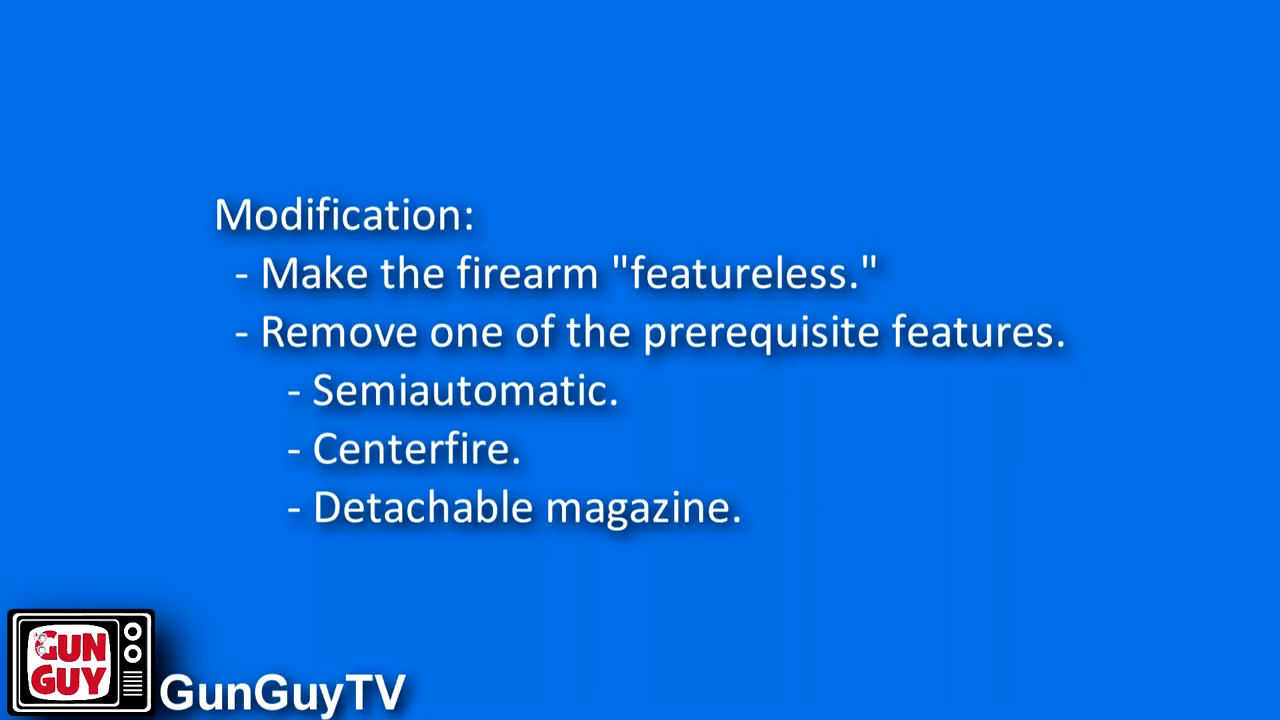 Modification:
- Make the firearm "featureless."
- Remove one of the prerequisite features.
- Semiautomatic.
- Centerfire.
- Detachable magazine.
GUN
GUY
GunGuyTV